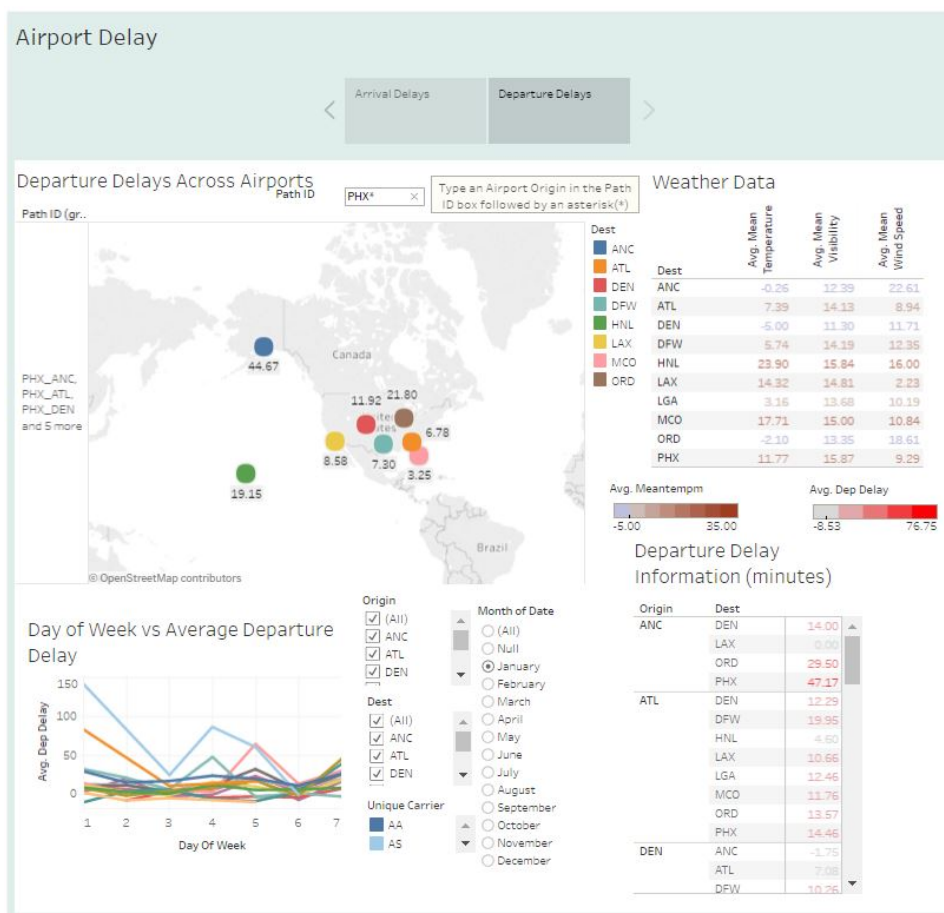 Airport Delay
Arrival Delays
Departure Delays
Departure Delays Across Airports
Path ID
PHX*
Type an Airport Origin in the Path
ID box followed by an asterisk(*)
Path ID (gr..
PHX_ANC,
PHX_ATL,
PHX_DEN
and 5 more
Canada
44.67
11.92
21.80
6.78
8.58
7.30
3.25
19.15
Brazil
© OpenStreetMap contributors
Dest
ANC
ATL
DEN
DFW
HNL
LAX
MCO
ORD
Weather Data
Dest Avg. Mean Temperature Avg. Mean Visibility Avg. Mean Wind Speed
ANC -0.26 12.39 22.61
ATL 7.39 14.13 8.94
DEN -5.00 11.30 11.71
DFW 5.74 14.19 12.35
HNL 23.90 15.84 16.00
LAX 14.32 14.81 2.23
LGA 3.16 13.68 10.19
MCO 17.71 15.00 10.84
ORD -2.10 13.35 18.61
PHX 11.77 15.87 9.29
Avg. Meantempm
-5.00 35.00
Avg. Dep Delay
-8.53 76.75
Departure Delay
Information (minutes)
Origin Dest
ANC DEN 14.00
LAX 0.00
ORD 29.50
PHX 47.17
ATL DEN 12.29
DFW 19.95
HNL 4.60
LAX 10.66
LGA 12.46
MCO 11.76
ORD 13.57
PHX 14.46
DEN ANC -1.75
ATL 7.08
DFW 10.26
Day of Week vs Average Departure
Delay
Avg. Dep Delay
150
100
50
0
1 2 3 4 5 6 7
Day Of Week
Origin
(All)
ANC
ATL
DEN
Dest
(All)
ANC
ATL
DEN
Unique Carrier
AA
AS
Month of Date
(All)
Null
January
February
March
April
May
June
July
August
September
October
November
December